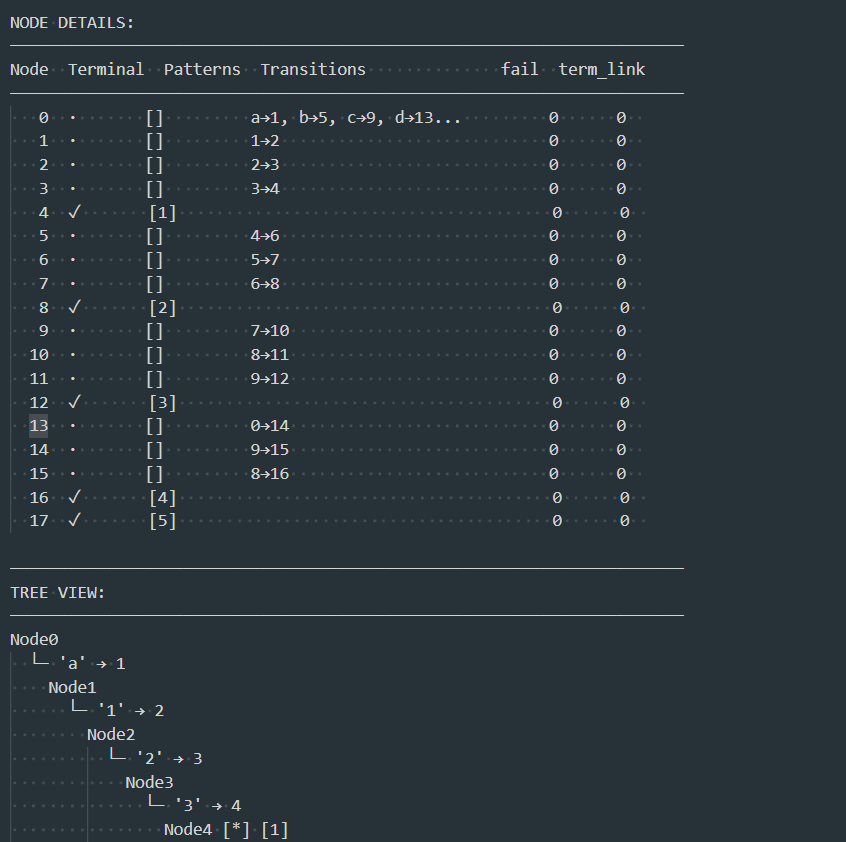 NODE DETAILS:
Node Terminal Patterns Transitions fail term_link
0 · [] a→1, b→5, c→9, d→13... 0 0
1 · [] 1→2 0 0
2 · [] 2→3 0 0
3 · [] 3→4 0 0
4 ✓ [1] 0 0
5 · [] 4→6 0 0
6 · [] 5→7 0 0
7 · [] 6→8 0 0
8 ✓ [2] 0 0
9 · [] 7→10 0 0
10 · [] 8→11 0 0
11 · [] 9→12 0 0
12 ✓ [3] 0 0
13 · [] 0→14 0 0
14 · [] 9→15 0 0
15 · [] 8→16 0 0
16 ✓ [4] 0 0
17 ✓ [5] 0 0
TREE VIEW:
Node0
└─ 'a' → 1
Node1
└─ '1' → 2
Node2
└─ '2' → 3
Node3
└─ '3' → 4
Node4 [*] [1]